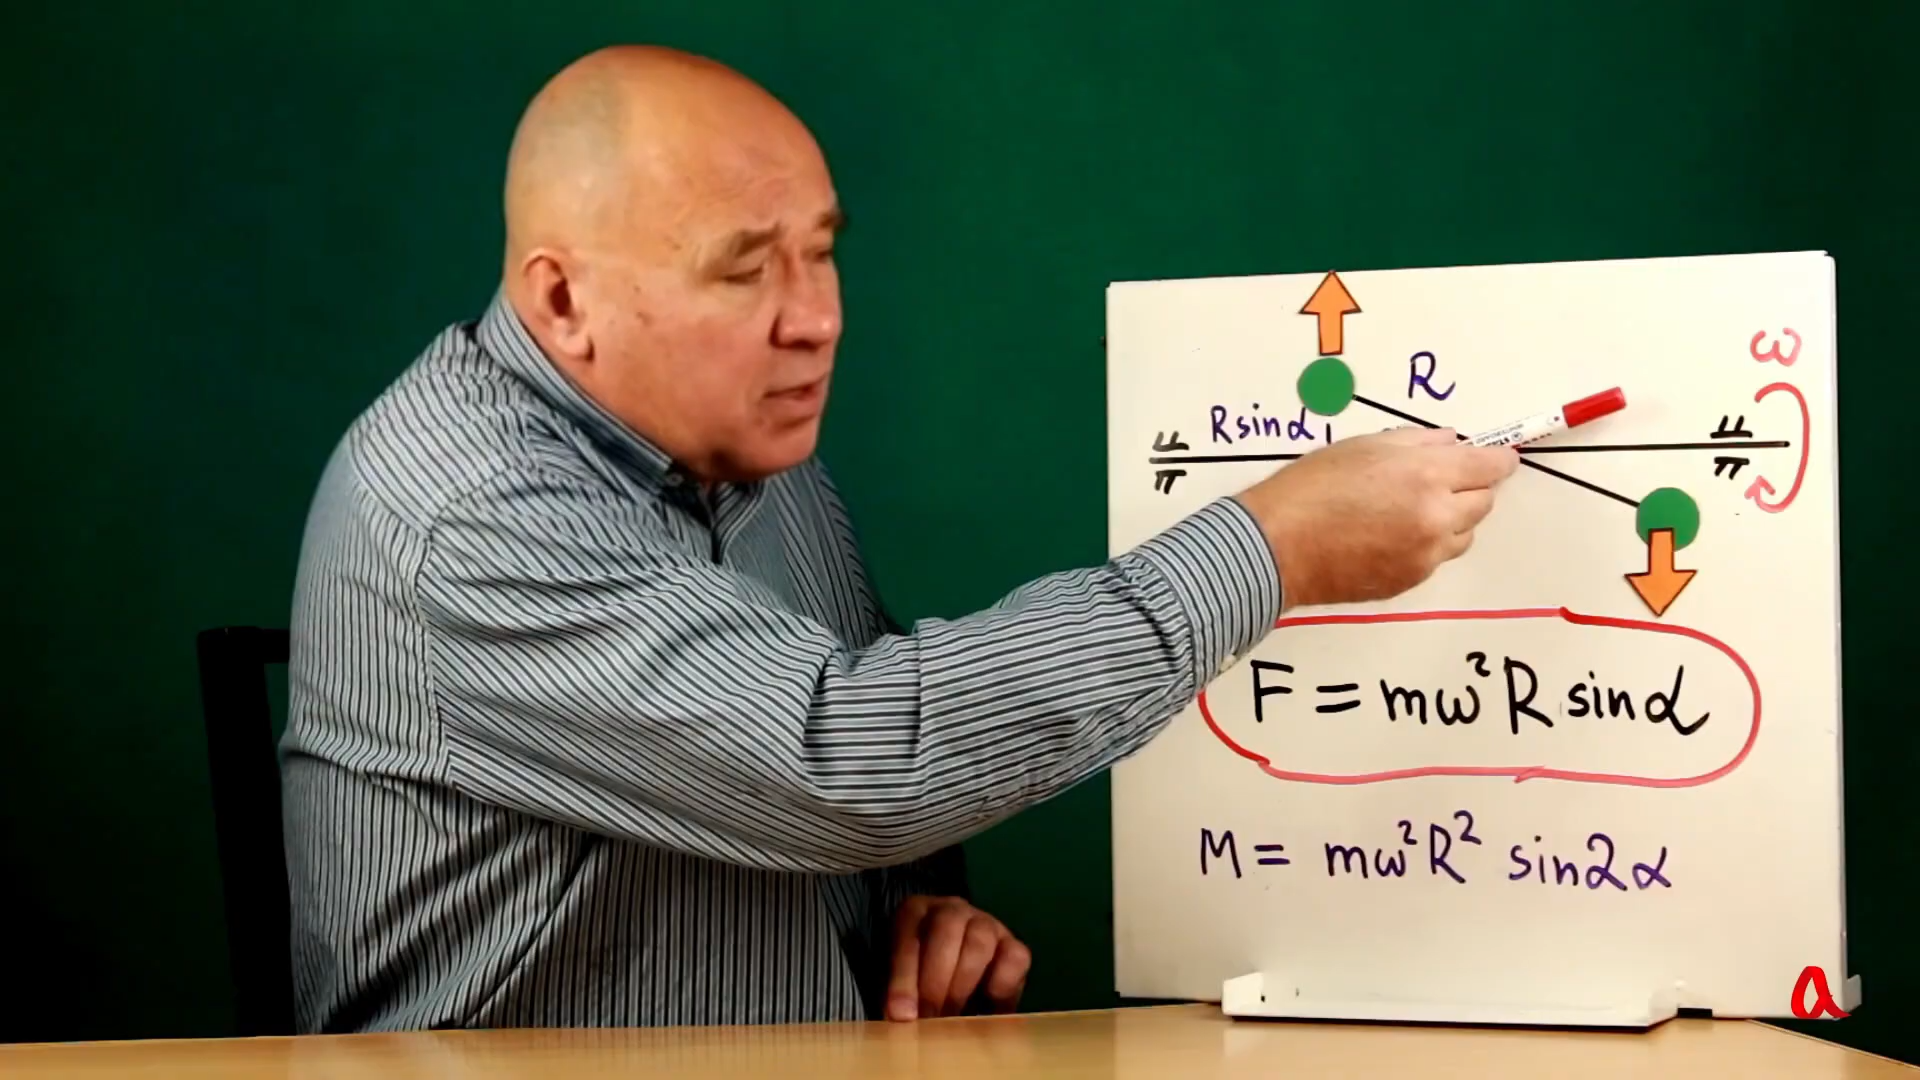 ω
R
Rsinα
F = mω²R sinα
M = mω²R² sin2α
a